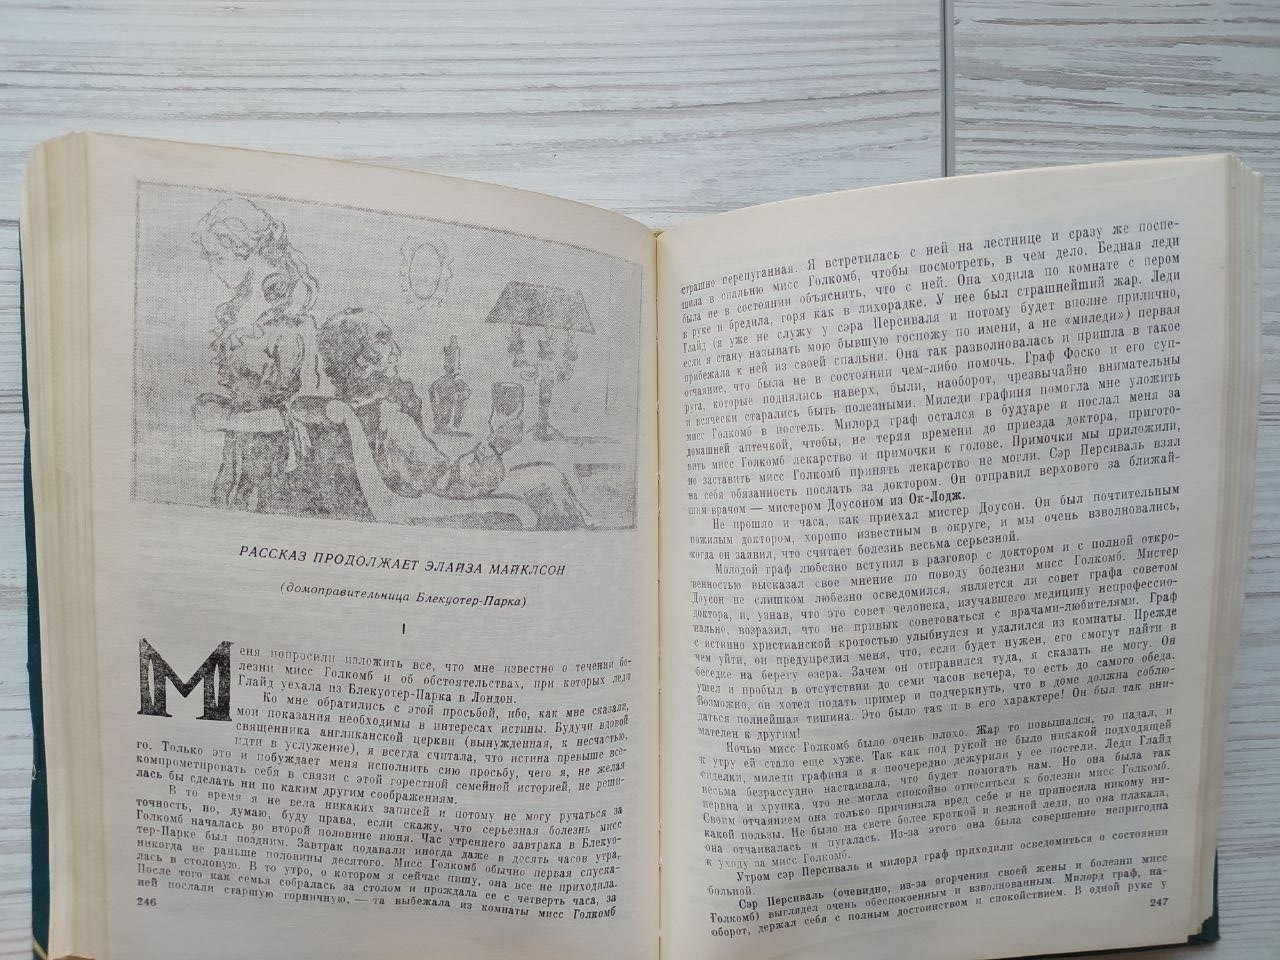 РАССКАЗ ПРОДОЛЖАЕТ ЭЛАЙЗА МАЙКЛСОН
(домоправительница Блекуотер-Парка)
I
Меня попросили изложить все, что мне известно о течении бо-
лезни мисс Голкомб и об обстоятельствах, при которых леди
Глайд уехала из Блекуотер-Парка в Лондон.
Ко мне обратились с этой просьбой, ибо, как мне сказали,
мои показания необходимы в интересах истины. Будучи вдовой
священника англиканской церкви (вынужденная, к несчастью,
идти в услужение), я всегда считала, что истина превыше все-
го. Только это и побуждает меня исполнить сию просьбу, чего я, не желая
компрометировать себя в связи с этой горестной семейной историей, не реши-
лась бы сделать ни по каким другим соображениям.
В то время я не вела никаких записей и потому не могу ручаться за
точность, но, думаю, буду права, если скажу, что серьезная болезнь мисс
Голкомб началась во второй половине июня. Час утреннего завтрака в Блекуо-
тер-Парке был поздним. Завтрак подавали иногда даже в десять часов утра,
никогда не раньше половины десятого. Мисс Голкомб обычно первая спуска-
лась в столовую. В то утро, о котором я сейчас пишу, она все не приходила.
После того как семья собралась за столом и прождала ее с четверть часа, за
ней послали старшую горничную, — та выбежала из комнаты мисс Голкомб
246
страшно перепуганная. Я встретилась с ней на лестнице и сразу же поспе-
шила в спальню мисс Голкомб, чтобы посмотреть, в чем дело. Бедная леди
была не в состоянии объяснить, что с ней. Она ходила по комнате с пером
в руке и бредила, горя как в лихорадке. У нее был страшнейший жар. Леди
Глайд (я уже не служу у сэра Персиваля и потому будет вполне прилично,
если я стану называть мою бывшую госпожу по имени, а не «миледи») первая
прибежала к ней из своей спальни. Она так разволновалась и пришла в такое
отчаяние, что была не в состоянии чем-либо помочь. Граф Фоско и его суп-
руга, которые поднялись наверх, были, наоборот, чрезвычайно внимательны
и всячески старались быть полезными. Миледи графиня помогла мне уложить
мисс Голкомб в постель. Милорд граф остался в будуаре и послал меня за
домашней аптечкой, чтобы, не теряя времени до приезда доктора, пригото-
вить мисс Голкомб лекарство и примочки к голове. Примочки мы приложили,
но заставить мисс Голкомб принять лекарство не могли. Сэр Персиваль взял
на себя обязанность послать за доктором. Он отправил верхового за ближай-
шим врачом — мистером Доусоном из Ок-Лодж.
Не прошло и часа, как приехал мистер Доусон. Он был почтительным
пожилым доктором, хорошо известным в округе, и мы очень взволновались,
когда он заявил, что считает болезнь весьма серьезной.
Молодой граф любезно вступил в разговор с доктором и с полной откро-
венностью высказал свое мнение по поводу болезни мисс Голкомб. Мистер
Доусон не слишком любезно осведомился, является ли совет графа советом
доктора, и, узнав, что это совет человека, изучавшего медицину непрофессио-
нально, возразил, что не привык советоваться с врачами-любителями. Граф
с истинно христианской кротостью улыбнулся и удалился из комнаты. Прежде
чем уйти, он предупредил меня, что, если будет нужен, его смогут найти в
беседке на берегу озера. Зачем он отправился туда, я сказать не могу. Он
ушел и пробыл в отсутствии до семи часов вечера, то есть до самого обеда.
Возможно, он хотел подать пример и подчеркнуть, что в доме должна соблю-
даться полнейшая тишина. Это было так и в его характере! Он был так вни-
мателен к другим!
Ночью мисс Голкомб было очень плохо. Жар то повышался, то падал, и
к утру ей стало еще хуже. Так как под рукой не было никакой подходящей
сиделки, миледи графиня и я поочередно дежурили у ее постели. Леди Глайд
весьма безрассудно настаивала, что будет помогать нам. Но она была так
нервна и хрупка, что не могла спокойно относиться к болезни мисс Голкомб.
Своим отчаянием она только причиняла вред себе и не приносила никому ни-
какой пользы. Не было на свете более кроткой и нежной леди, но она плакала,
она отчаивалась и пугалась. Из-за этого она была совершенно непригодна
к уходу за мисс Голкомб.
Утром сэр Персиваль и милорд граф приходили осведомиться о состоянии
больной.
Сэр Персиваль (очевидно, из-за огорчения своей жены и болезни мисс
Голкомб) выглядел очень обеспокоенным и взволнованным. Милорд граф, на-
оборот, держал себя с полным достоинством и спокойствием. В одной руке у
247